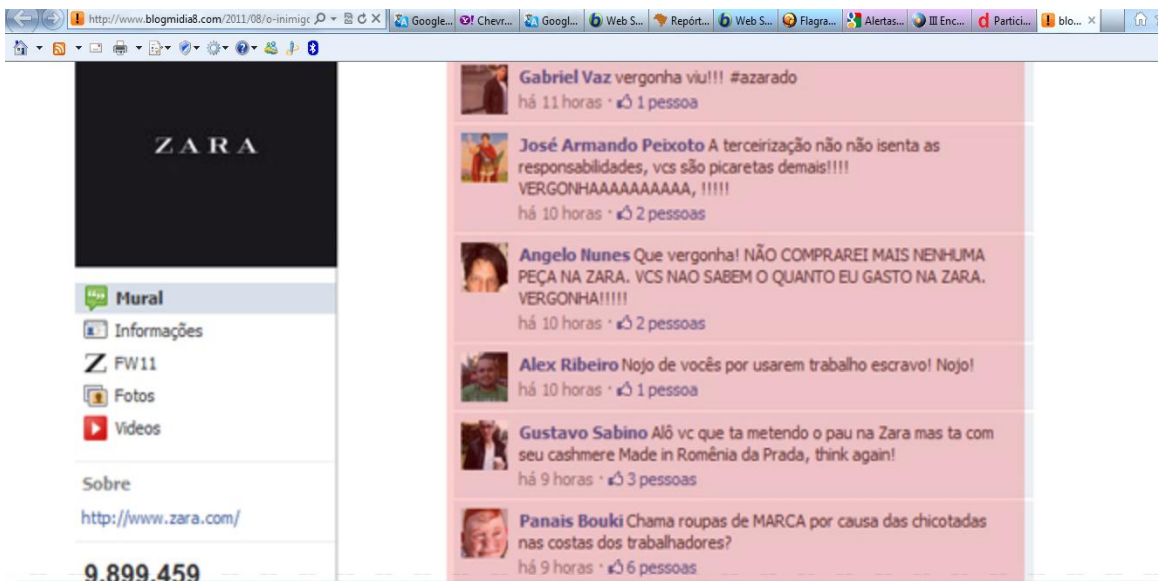 http://www.blogmidia8.com/2011/08/o-inimigc
Google...
Chevr...
Googl...
Web S...
Repórt...
Web S...
Flagra...
Alertas...
III Enc...
Partici...
blo...
ZARA
Mural
Informações
FW11
Fotos
Videos
Sobre
http://www.zara.com/
9.899.459
Gabriel Vaz vergonha viu!!! #azarado
há 11 horas · 1 pessoa
José Armando Peixoto A terceirização não não isenta as
responsabilidades, vcs são picaretas demais!!!!
VERGONHAAAAAAAAAA, !!!!!
há 10 horas · 2 pessoas
Angelo Nunes Que vergonha! NÃO COMPRAREI MAIS NENHUMA
PEÇA NA ZARA. VCS NAO SABEM O QUANTO EU GASTO NA ZARA.
VERGONHA!!!!!
há 10 horas · 2 pessoas
Alex Ribeiro Nojo de vocês por usarem trabalho escravo! Nojo!
há 10 horas · 1 pessoa
Gustavo Sabino Alô vc que ta metendo o pau na Zara mas ta com
seu cashmere Made in Romênia da Prada, think again!
há 9 horas · 3 pessoas
Panais Bouki Chama roupas de MARCA por causa das chicotadas
nas costas dos trabalhadores?
há 9 horas · 6 pessoas